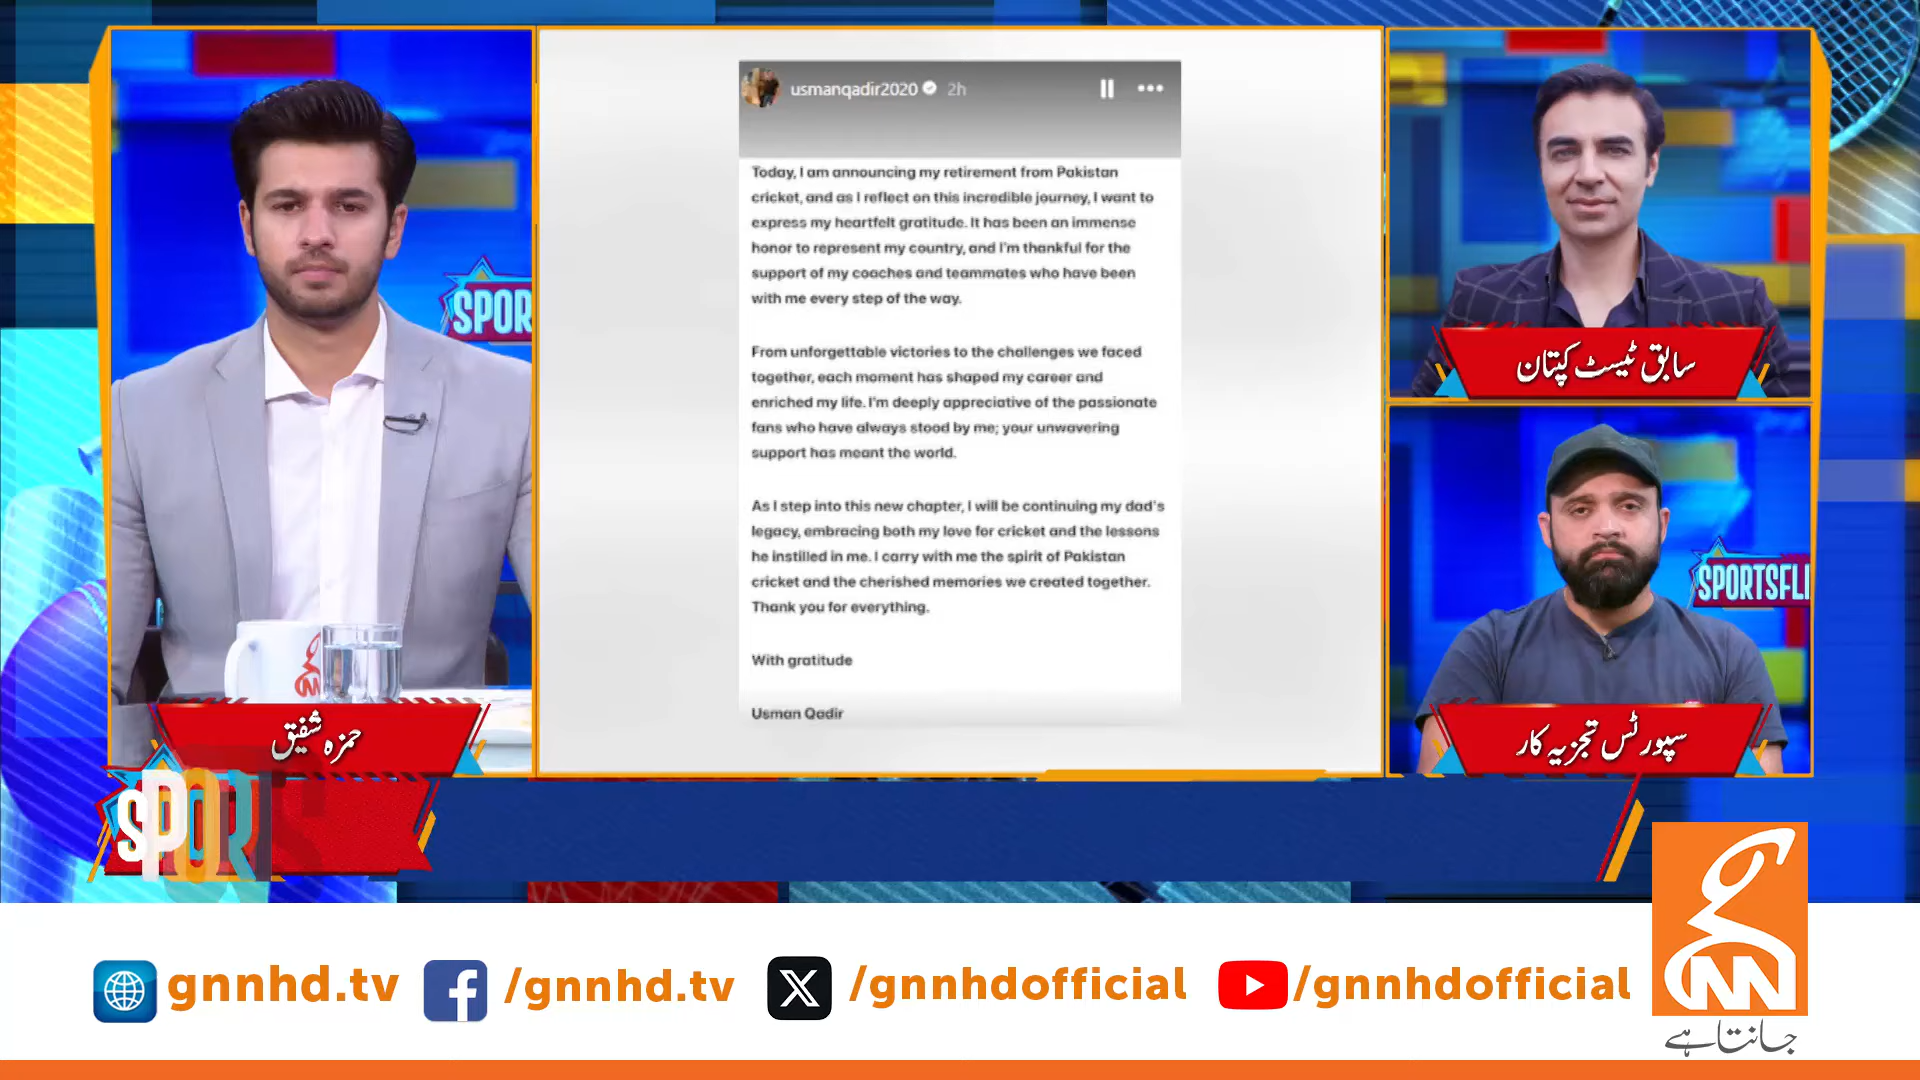 usmanqadir2020 2h
Today, I am announcing my retirement from Pakistan
cricket, and as I reflect on this incredible journey, I want to
express my heartfelt gratitude. It has been an immense
honor to represent my country, and I'm thankful for the
support of my coaches and teammates who have been
with me every step of the way.
From unforgettable victories to the challenges we faced
together, each moment has shaped my career and
enriched my life. I'm deeply appreciative of the passionate
fans who have always stood by me; your unwavering
support has meant the world.
As I step into this new chapter, I will be continuing my dad's
legacy, embracing both my love for cricket and the lessons
he instilled in me. I carry with me the spirit of Pakistan
cricket and the cherished memories we created together.
Thank you for everything.
With gratitude
Usman Qadir
SPOR
سابق ٹیسٹ کپتان
SPORTSFLI
سپورٹس تجزیہ کار
حمزہ شفیق
SPORTS
gnnhd.tv
/gnnhd.tv
/gnnhdofficial
/gnnhdofficial
GNN
جانتا ہے